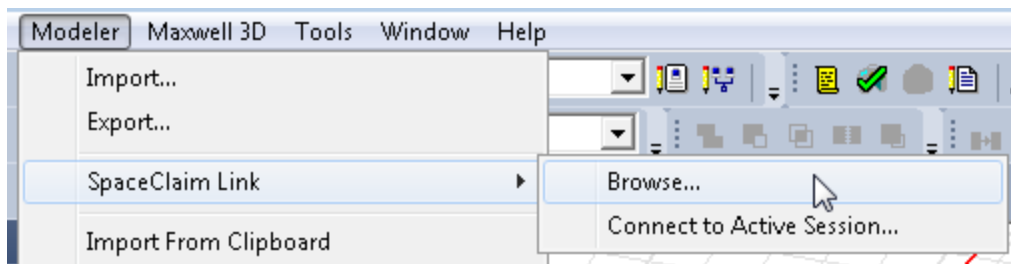 Modeler Maxwell 3D Tools Window Help
Import...
Export...
SpaceClaim Link
Browse...
Connect to Active Session...
Import From Clipboard